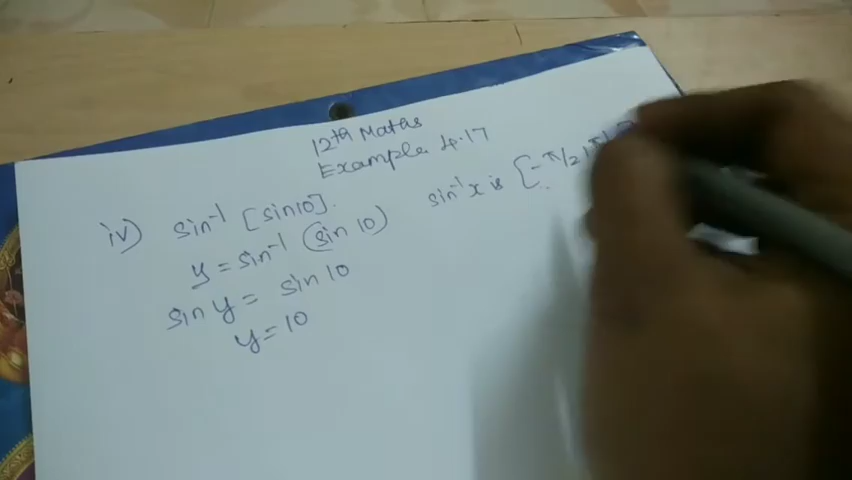 12th Maths
Example 4.17
iv) sin⁻¹ [sin10].
y = sin⁻¹ (sin 10)
sin y = sin 10
y = 10
sin⁻¹x is [-π/2, π/2